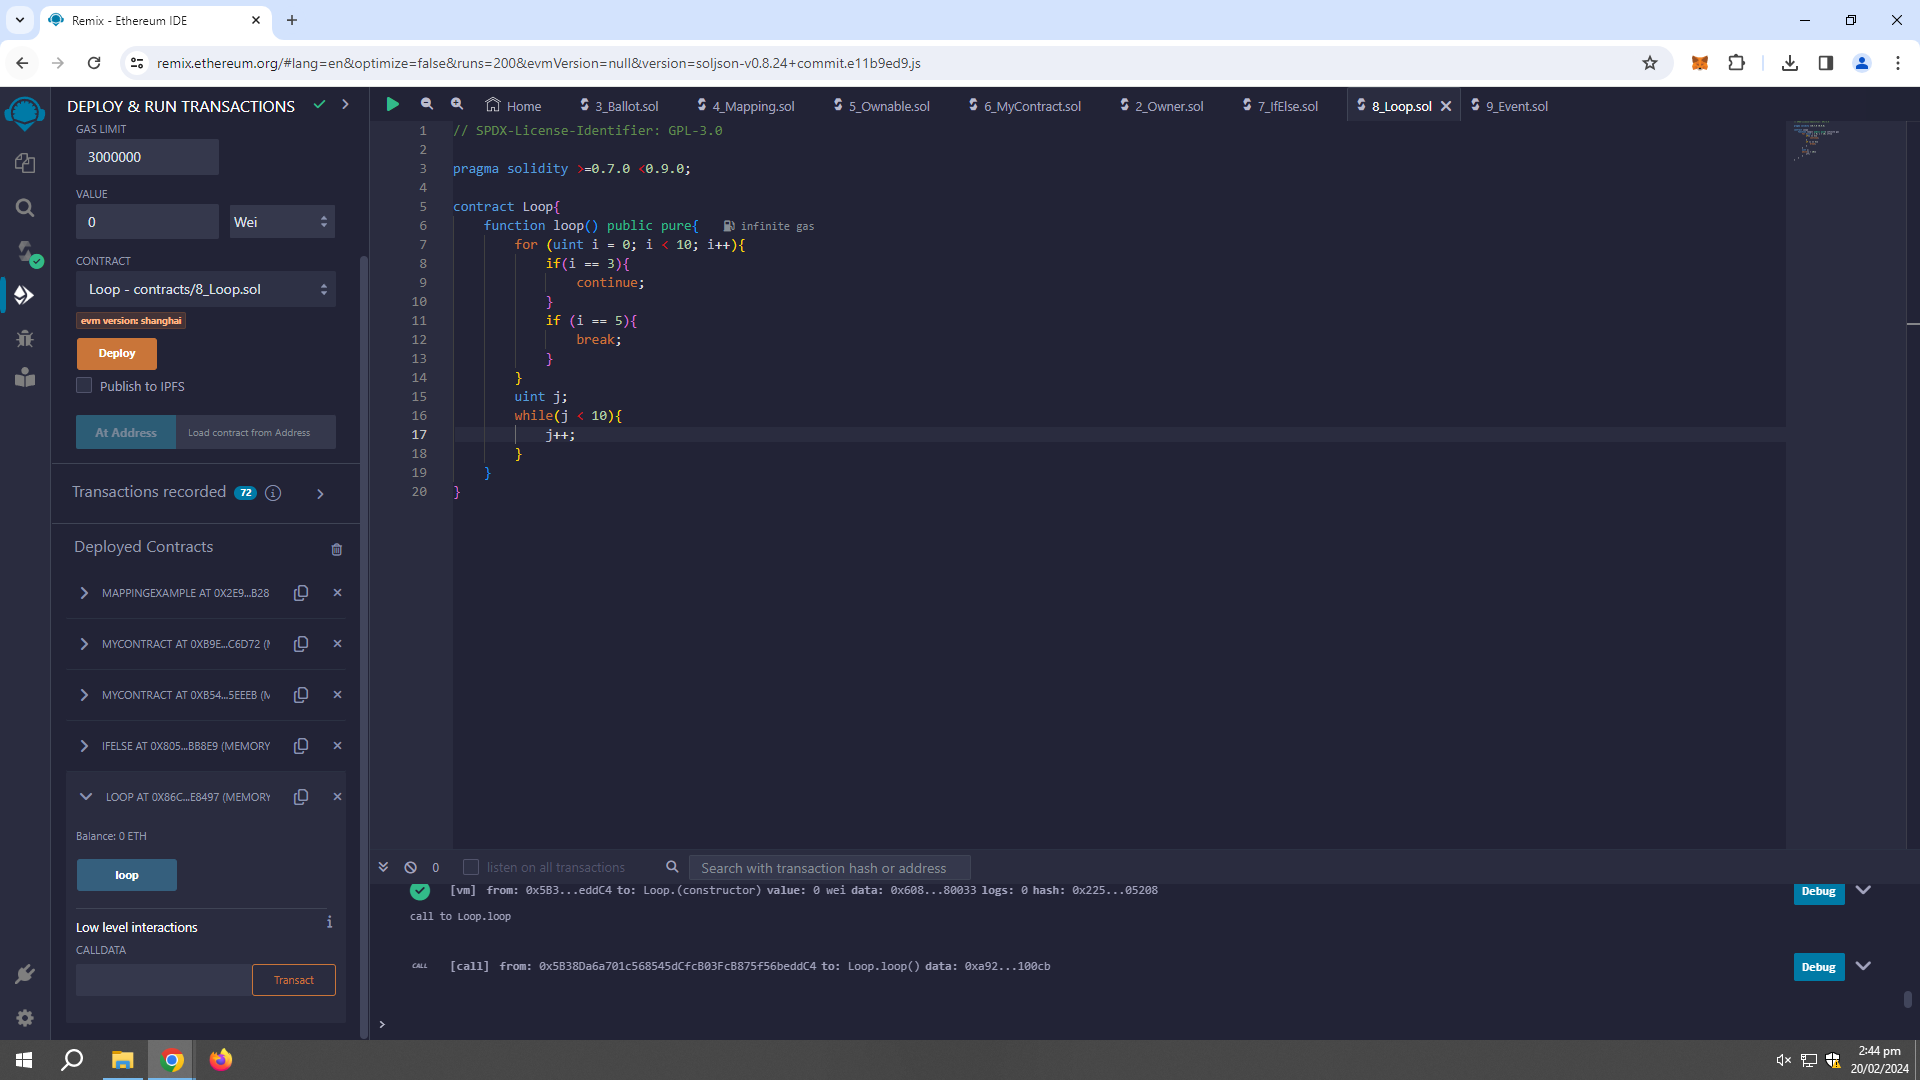 Remix - Ethereum IDE
remix.ethereum.org/#lang=en&optimize=false&runs=200&evmVersion=null&version=soljson-v0.8.24+commit.e11b9ed9.js
DEPLOY & RUN TRANSACTIONS
GAS LIMIT
3000000
VALUE
0 Wei
CONTRACT
Loop - contracts/8_Loop.sol
evm version: shanghai
Deploy
Publish to IPFS
At Address Load contract from Address
Transactions recorded 72
Deployed Contracts
MAPPINGEXAMPLE AT 0X2E9...B28
MYCONTRACT AT 0XB9E...C6D72 (
MYCONTRACT AT 0XB54...5EEEB (
IFELSE AT 0X805...BB8E9 (MEMORY
LOOP AT 0X86C...E8497 (MEMORY
Balance: 0 ETH
loop
Low level interactions
CALLDATA
Transact
Home 3_Ballot.sol 4_Mapping.sol 5_Ownable.sol 6_MyContract.sol 2_Owner.sol 7_IfElse.sol 8_Loop.sol 9_Event.sol
1 // SPDX-License-Identifier: GPL-3.0
2
3 pragma solidity >=0.7.0 <0.9.0;
4
5 contract Loop{
6 function loop() public pure{ infinite gas
7 for (uint i = 0; i < 10; i++){
8 if(i == 3){
9 continue;
10 }
11 if (i == 5){
12 break;
13 }
14 }
15 uint j;
16 while(j < 10){
17 j++;
18 }
19 }
20 }
0 listen on all transactions Search with transaction hash or address
[vm] from: 0x5B3...eddC4 to: Loop.(constructor) value: 0 wei data: 0x608...80033 logs: 0 hash: 0x225...05208 Debug
call to Loop.loop
CALL [call] from: 0x5B38Da6a701c568545dCfcB03FcB875f56beddC4 to: Loop.loop() data: 0xa92...100cb Debug
>
2:44 pm
20/02/2024